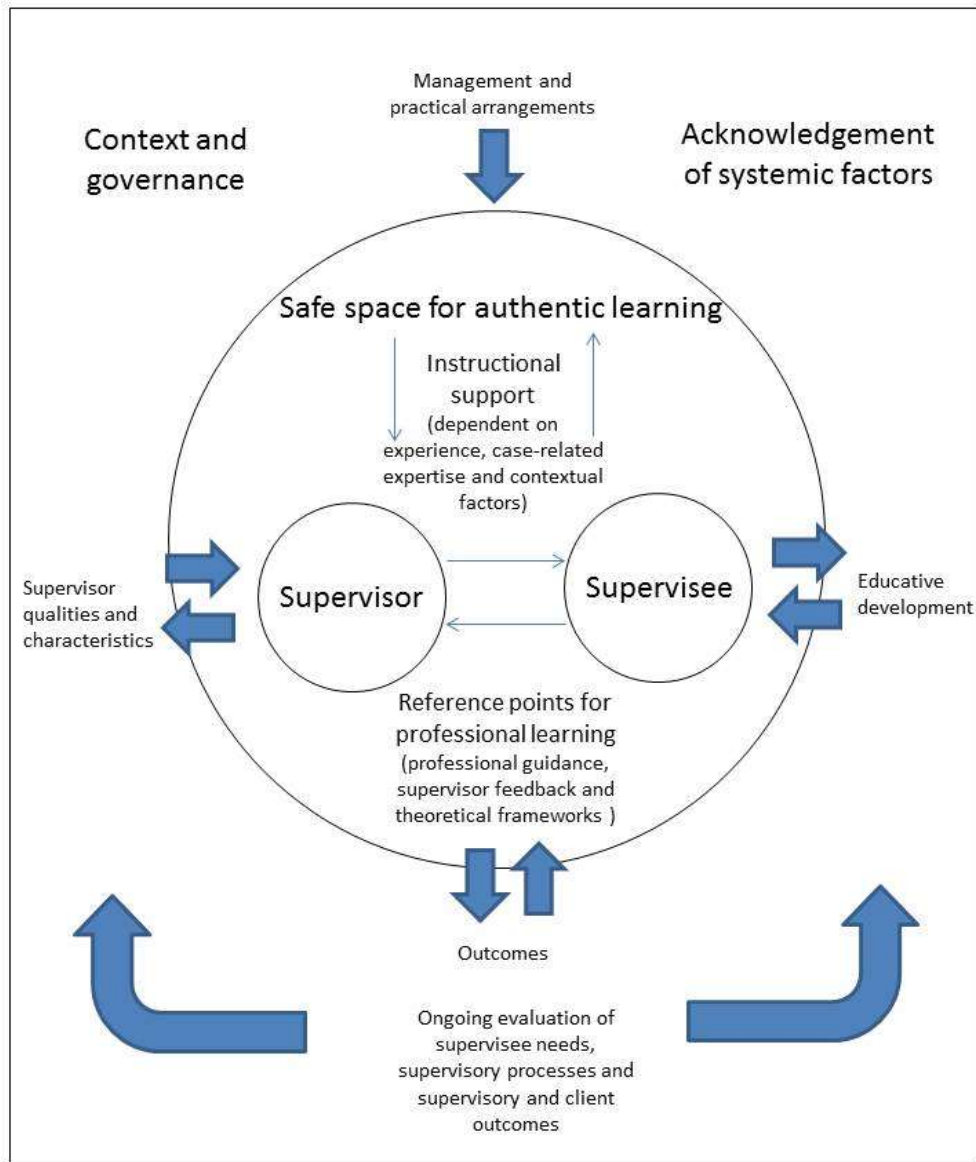 Management and
practical arrangements
Context and
governance
Acknowledgement
of systemic factors
Safe space for authentic learning
Instructional
support
(dependent on
experience, case-related
expertise and contextual
factors)
Supervisor
Supervisee
Supervisor
qualities and
characteristics
Educative
development
Reference points for
professional learning
(professional guidance,
supervisor feedback and
theoretical frameworks )
Outcomes
Ongoing evaluation of
supervisee needs,
supervisory processes and
supervisory and client
outcomes